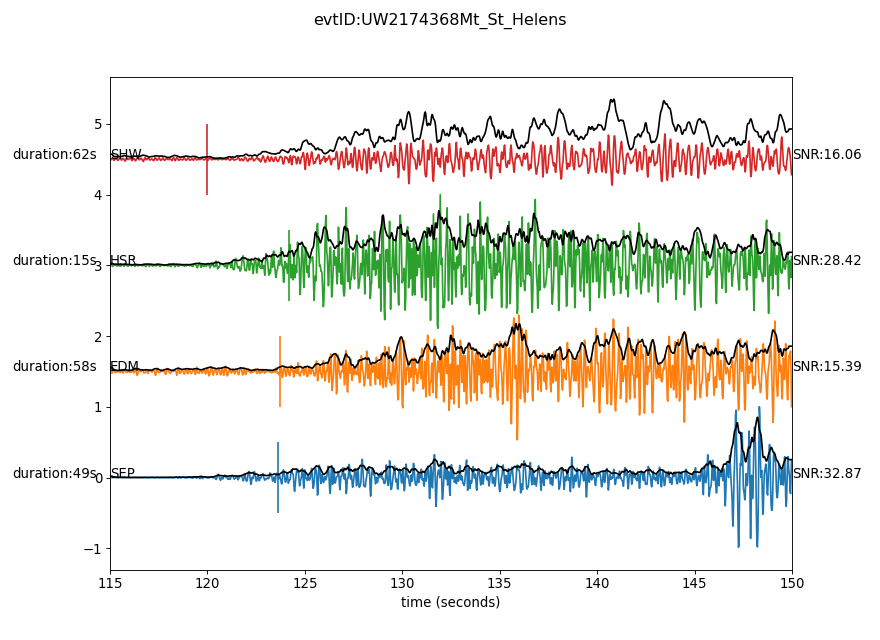 evtID:UW2174368Mt_St_Helens
5
duration:62s SHW SNR:16.06
4
duration:15s HSR SNR:28.42
3
2
duration:58s EDM SNR:15.39
1
duration:49s SEP SNR:32.87
0
−1
115 120 125 130 135 140 145 150
time (seconds)